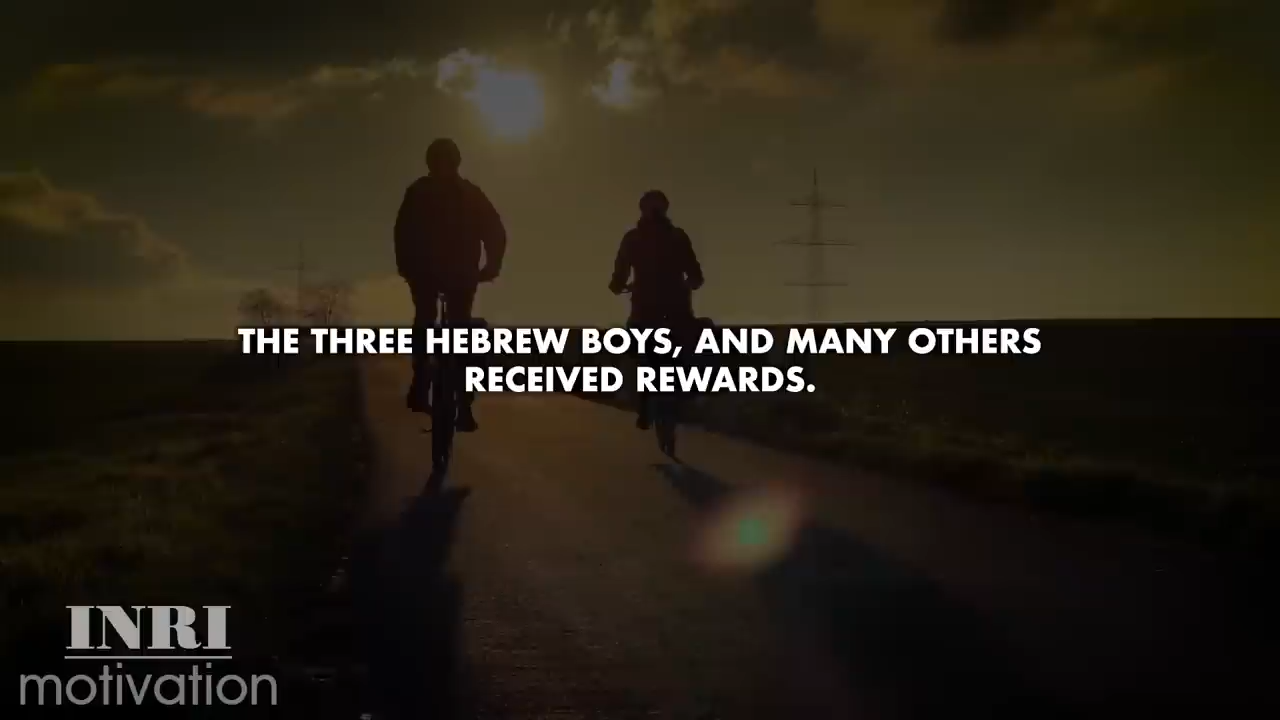 THE THREE HEBREW BOYS, AND MANY OTHERS
RECEIVED REWARDS.
INRI
motivation